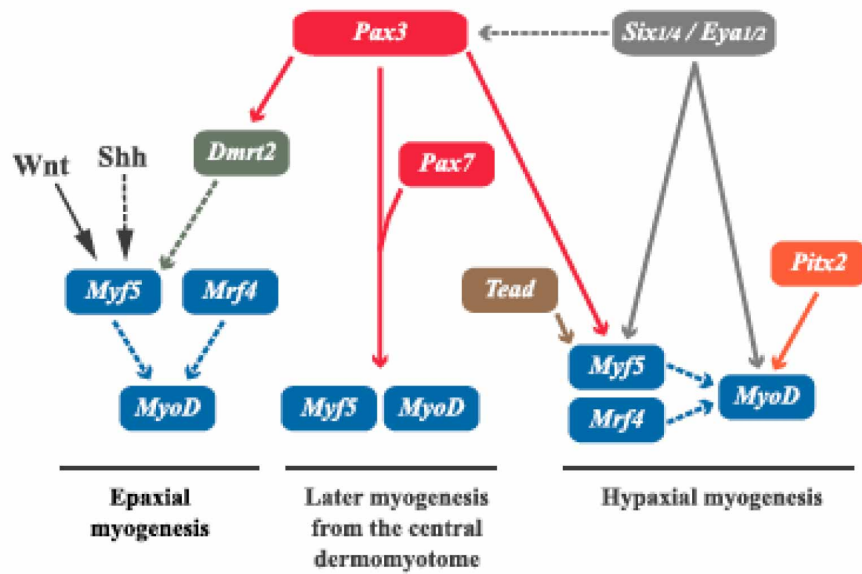 Pax3
Six1/4 / Eya1/2
Wnt
Shh
Dmrt2
Pax7
Myf5
Mrf4
Tead
Pitx2
MyoD
Myf5
MyoD
Myf5
Mrf4
MyoD
Epaxial
myogenesis
Later myogenesis
from the central
dermomyotome
Hypaxial myogenesis